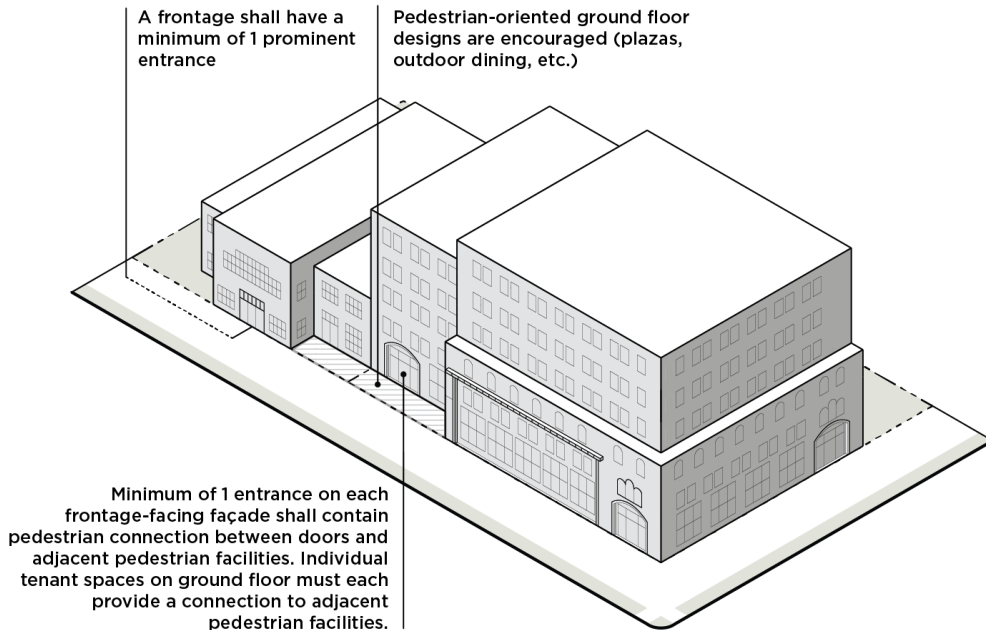 A frontage shall have a
minimum of 1 prominent
entrance
Pedestrian-oriented ground floor
designs are encouraged (plazas,
outdoor dining, etc.)
Minimum of 1 entrance on each
frontage-facing façade shall contain
pedestrian connection between doors and
adjacent pedestrian facilities. Individual
tenant spaces on ground floor must each
provide a connection to adjacent
pedestrian facilities.